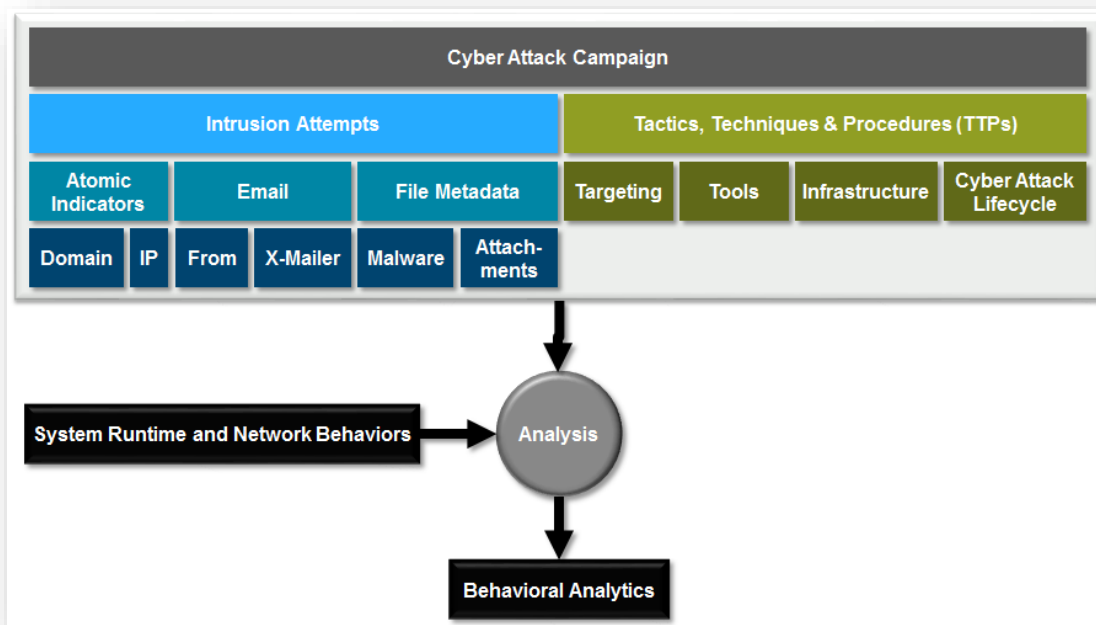 Cyber Attack Campaign
Intrusion Attempts
Tactics, Techniques & Procedures (TTPs)
Atomic
Indicators
Email
File Metadata
Targeting
Tools
Infrastructure
Cyber Attack
Lifecycle
Domain
IP
From
X-Mailer
Malware
Attach-
ments
System Runtime and Network Behaviors
Analysis
Behavioral Analytics